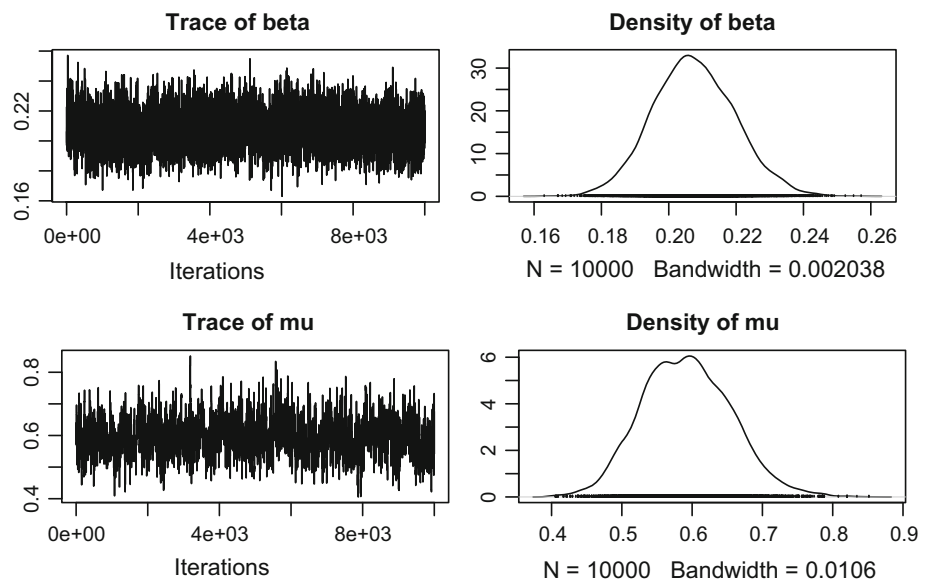 Trace of beta
0.22
0.16
0e+00 4e+03 8e+03
Iterations
Density of beta
30
20
10
0
0.16 0.18 0.20 0.22 0.24 0.26
N = 10000 Bandwidth = 0.002038
Trace of mu
0.8
0.6
0.4
0e+00 4e+03 8e+03
Iterations
Density of mu
6
4
2
0
0.4 0.5 0.6 0.7 0.8 0.9
N = 10000 Bandwidth = 0.0106